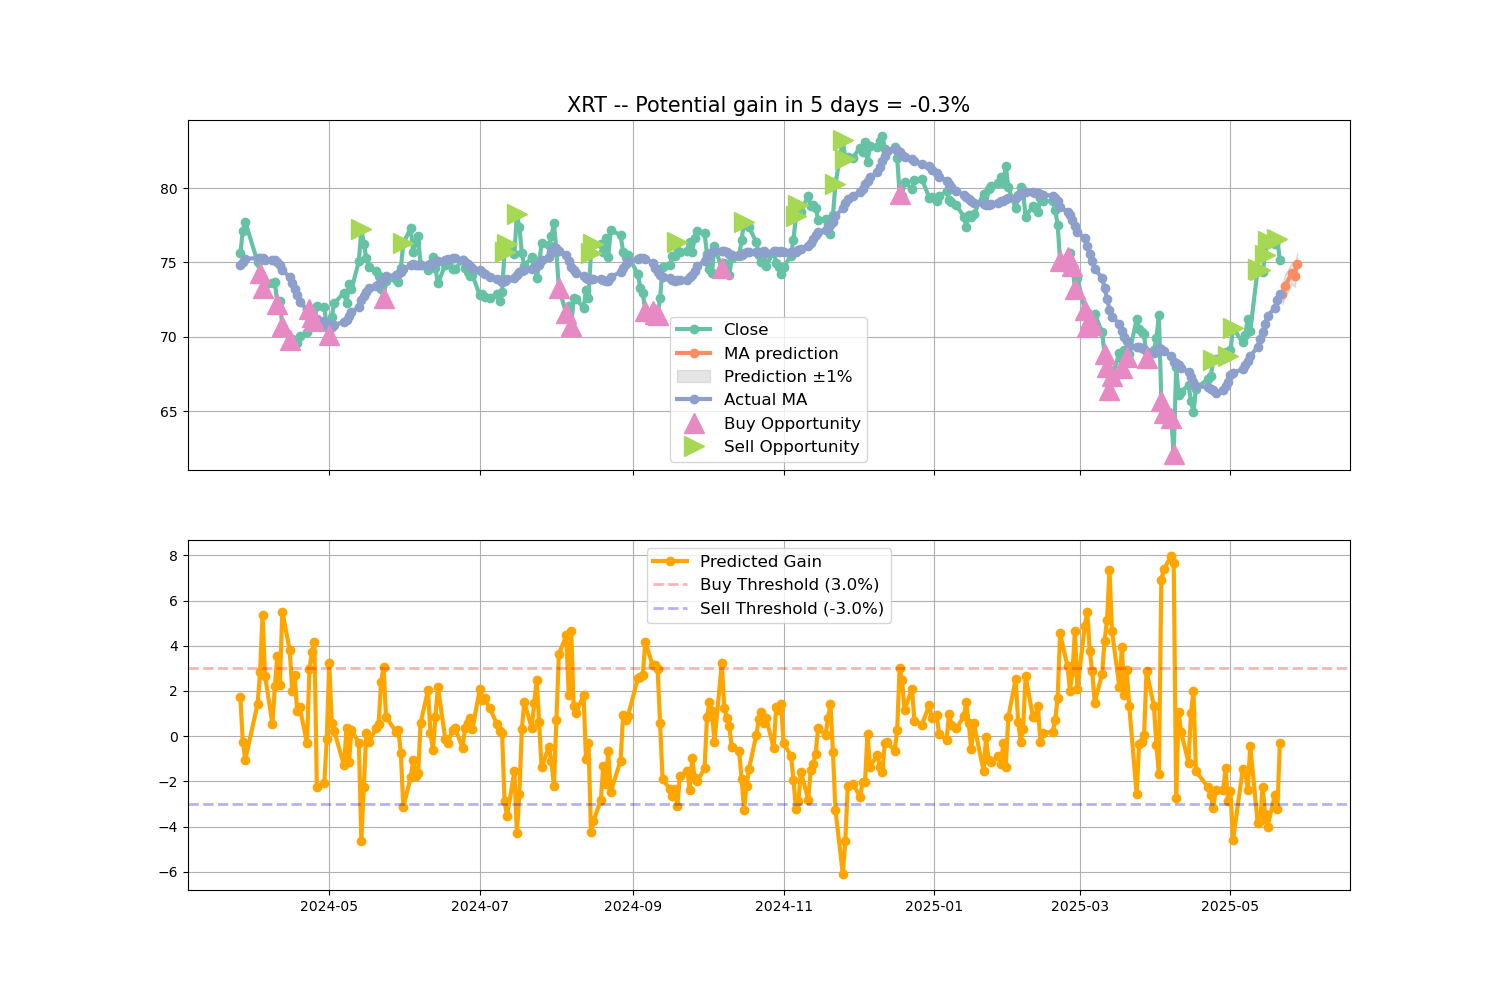 XRT -- Potential gain in 5 days = -0.3%
80
75
70
65
Close
MA prediction
Prediction ±1%
Actual MA
Buy Opportunity
Sell Opportunity
8
6
4
2
0
−2
−4
−6
Predicted Gain
Buy Threshold (3.0%)
Sell Threshold (-3.0%)
2024-05
2024-07
2024-09
2024-11
2025-01
2025-03
2025-05